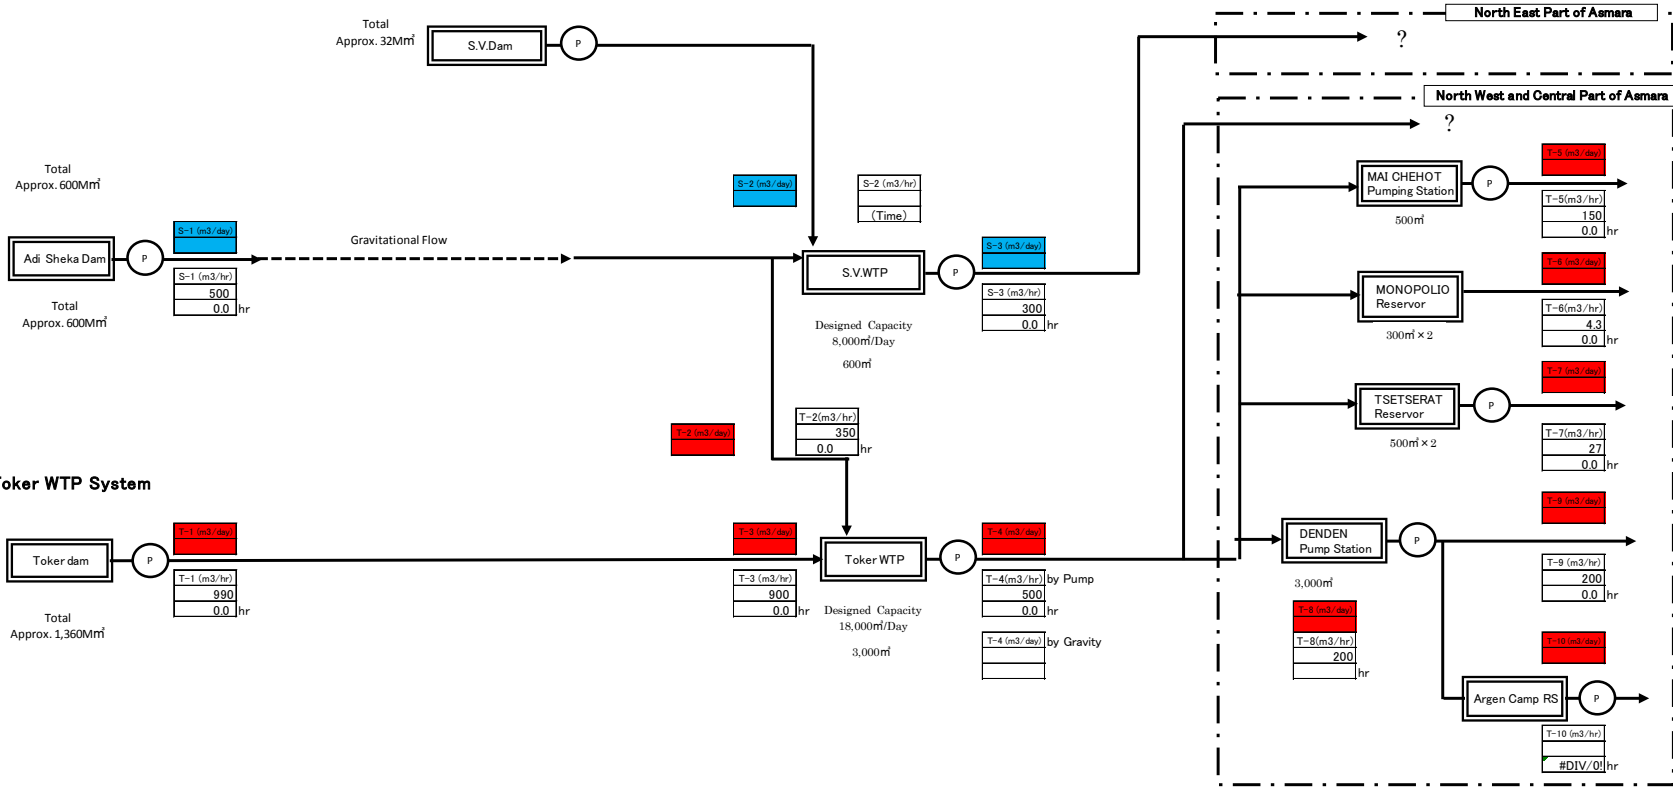 North East Part of Asmara
Total
Approx. 32M㎥
S.V.Dam
P
?
North West and Central Part of Asmara
?
Total
Approx. 600M㎥
S-2 (m3/day)
S-2 (m3/hr)
(Time)
MAI CHEHOT
Pumping Station
P
500㎥
T-5 (m3/day)
T-5(m3/hr)
150
0.0 hr
Adi Sheka Dam
P
S-1 (m3/day)
S-1 (m3/hr)
500
0.0 hr
Gravitational Flow
Total
Approx. 600M㎥
S.V.WTP
P
S-3 (m3/day)
S-3 (m3/hr)
300
0.0 hr
Designed Capacity
8,000㎥/Day
600㎥
MONOPOLIO
Reservor
300㎥×2
T-6 (m3/day)
T-6(m3/hr)
4.3
0.0 hr
TSETSERAT
Reservor
P
500㎥×2
T-7 (m3/day)
T-7(m3/hr)
27
0.0 hr
T-2 (m3/day)
T-2(m3/hr)
350
0.0 hr
Toker WTP System
Toker dam
P
T-1 (m3/day)
T-1 (m3/hr)
990
0.0 hr
Total
Approx. 1,360M㎥
T-3 (m3/day)
T-3 (m3/hr)
900
0.0 hr
Toker WTP
P
Designed Capacity
18,000㎥/Day
3,000㎥
T-4 (m3/day)
T-4(m3/hr) by Pump
500
0.0 hr
T-4 (m3/day) by Gravity
DENDEN
Pump Station
P
3,000㎥
T-8 (m3/day)
T-8(m3/hr)
200
hr
T-9 (m3/day)
T-9 (m3/hr)
200
0.0 hr
T-10 (m3/day)
Argen Camp RS
P
T-10 (m3/hr)
#DIV/0! hr